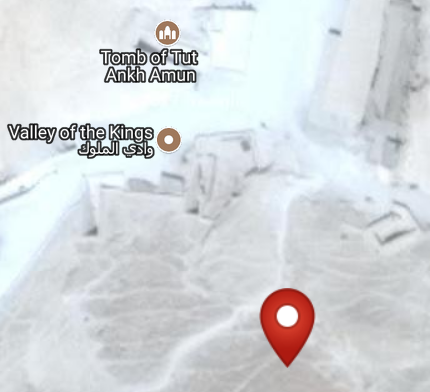 Tomb of Tut
Ankh Amun
Valley of the Kings
وادي الملوك